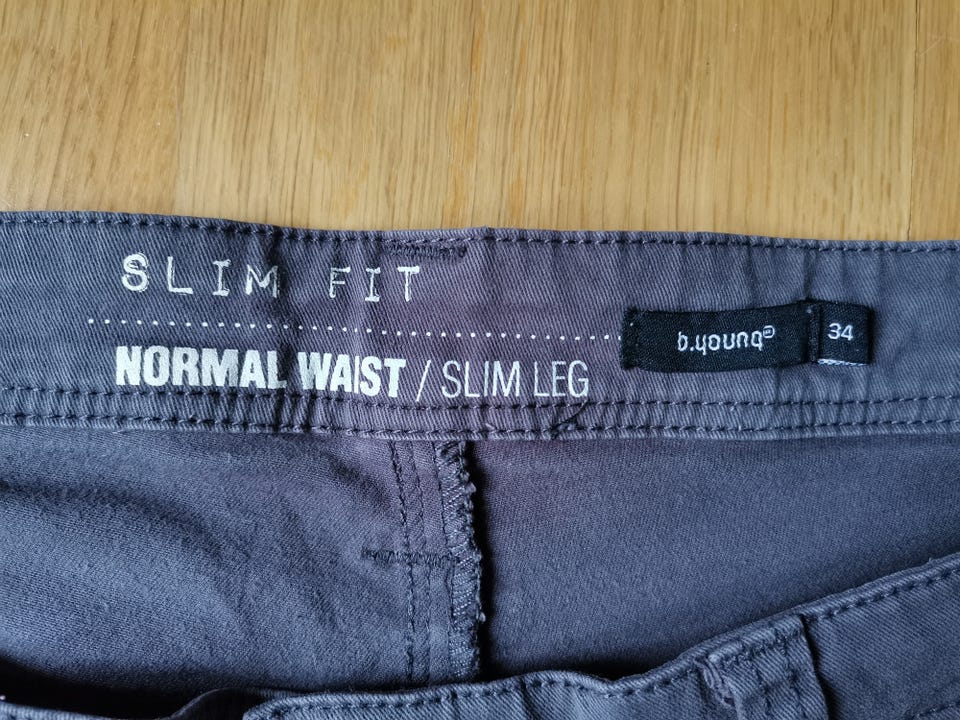 SLIM FIT
NORMAL WAIST / SLIM LEG
b.young®
34